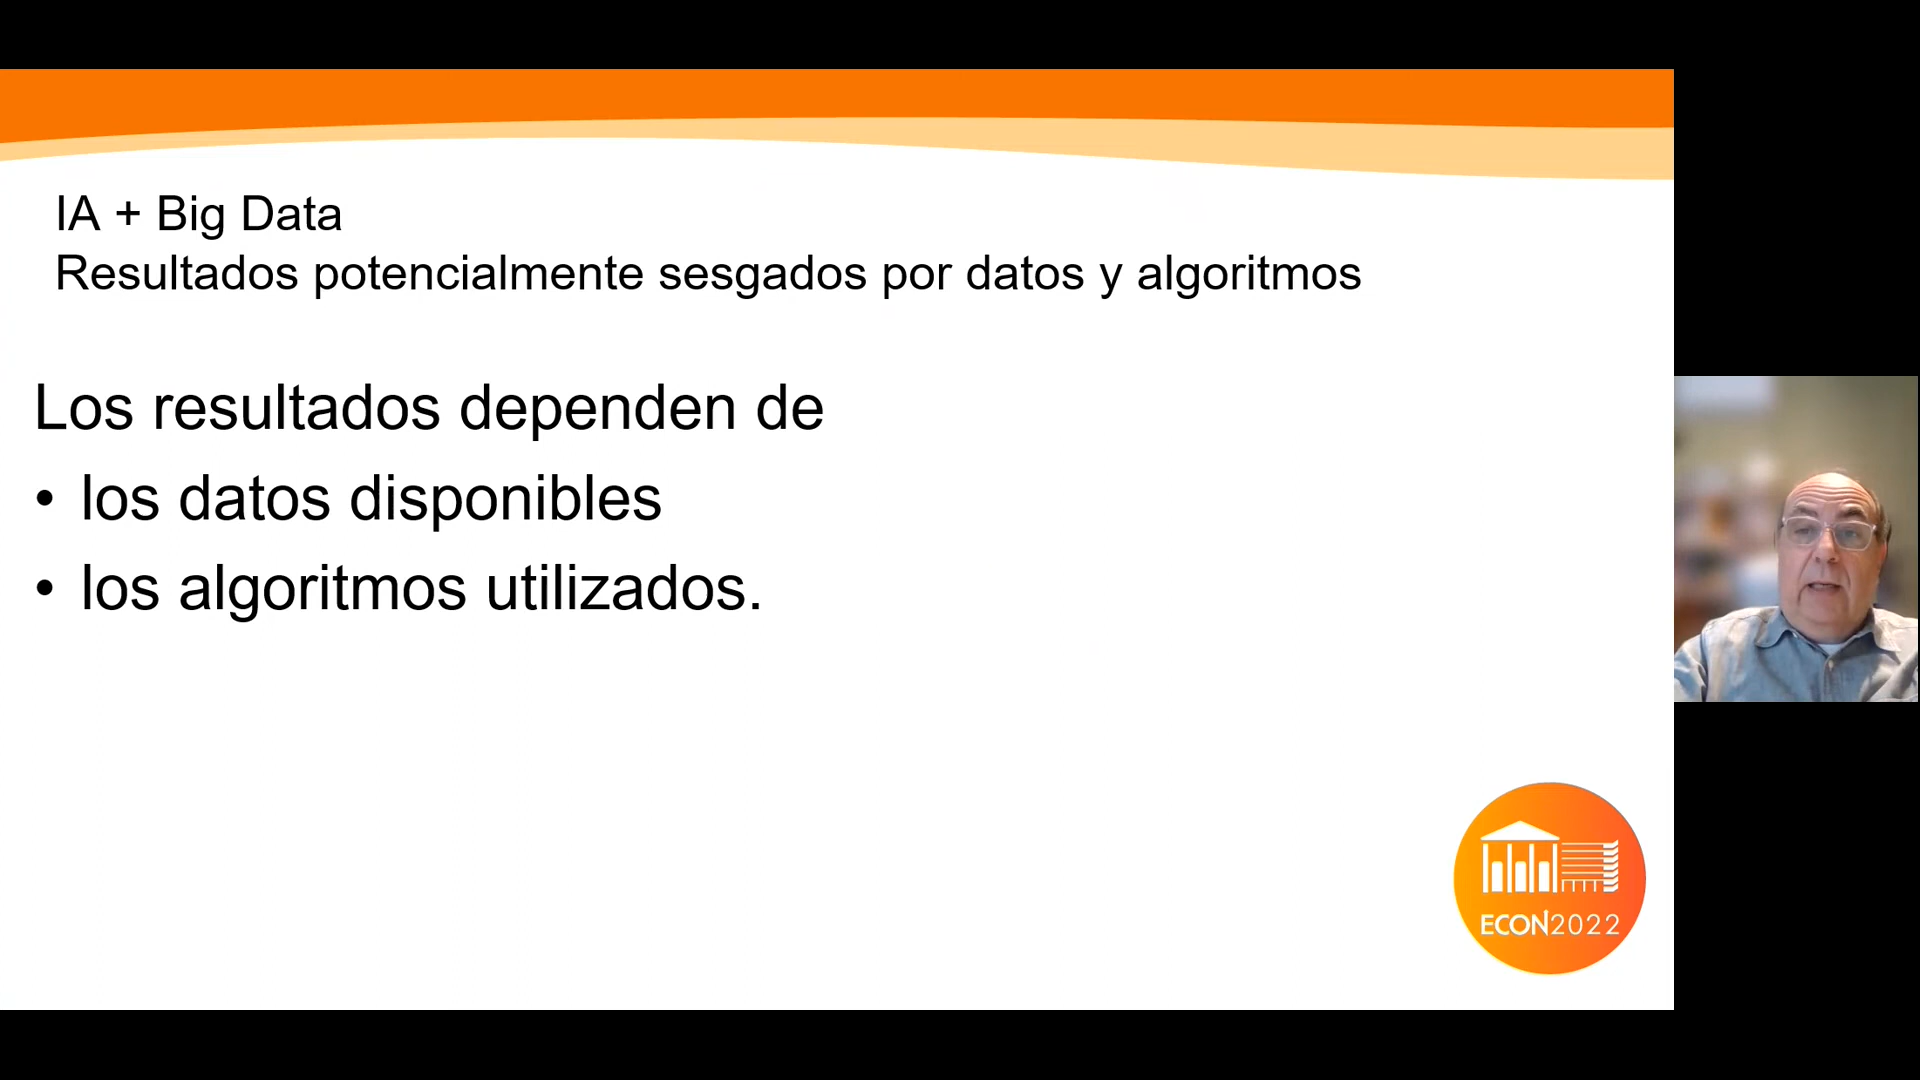 IA + Big Data
Resultados potencialmente sesgados por datos y algoritmos
Los resultados dependen de
• los datos disponibles
• los algoritmos utilizados.
ECON2022